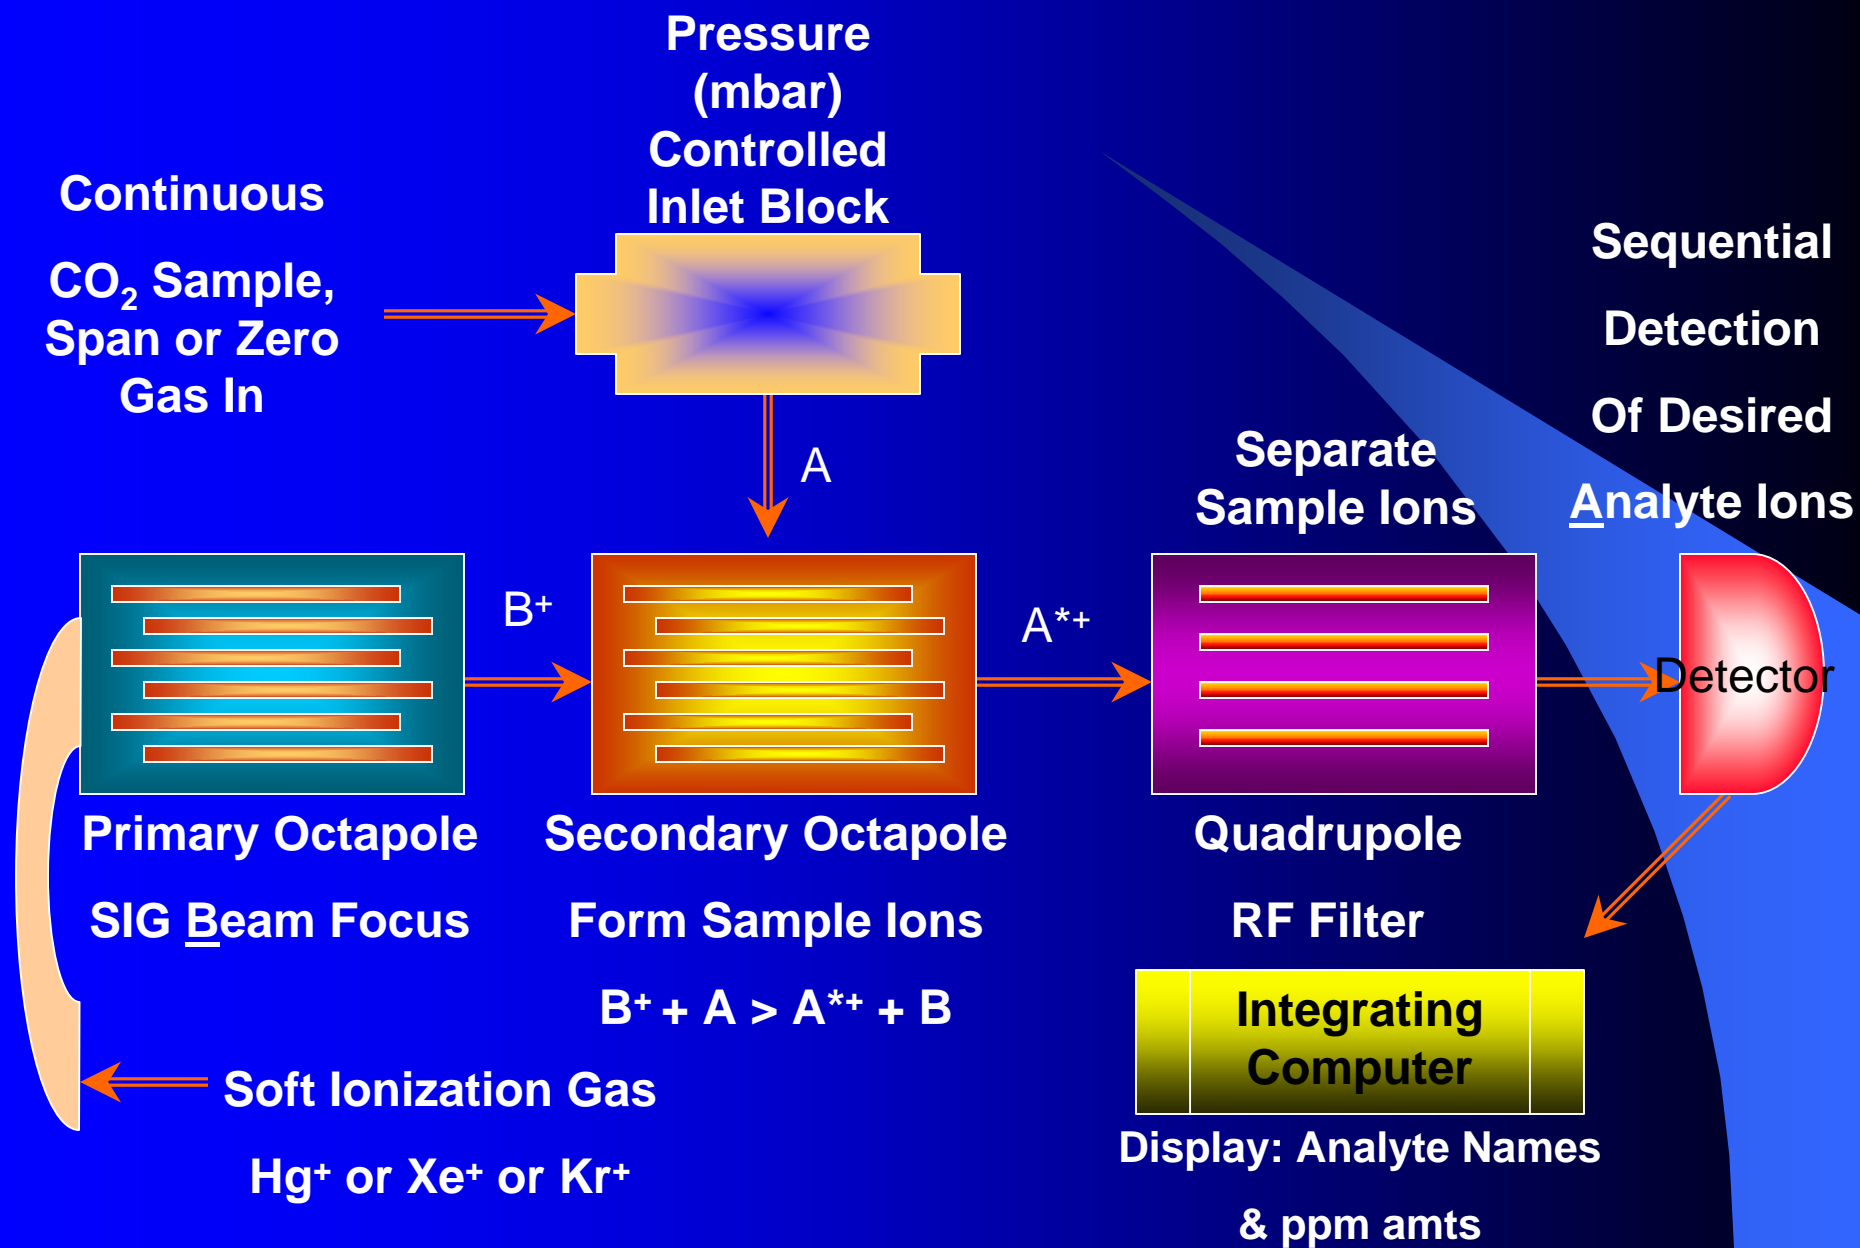 Pressure
(mbar)
Controlled
Inlet Block
Continuous
CO₂ Sample,
Span or Zero
Gas In
Sequential
Detection
Of Desired
Analyte Ions
A
Separate
Sample Ions
B⁺
A*⁺
Detector
Primary Octapole
SIG Beam Focus
Secondary Octapole
Form Sample Ions
B⁺ + A > A*⁺ + B
Quadrupole
RF Filter
Integrating
Computer
Soft Ionization Gas
Hg⁺ or Xe⁺ or Kr⁺
Display: Analyte Names
& ppm amts